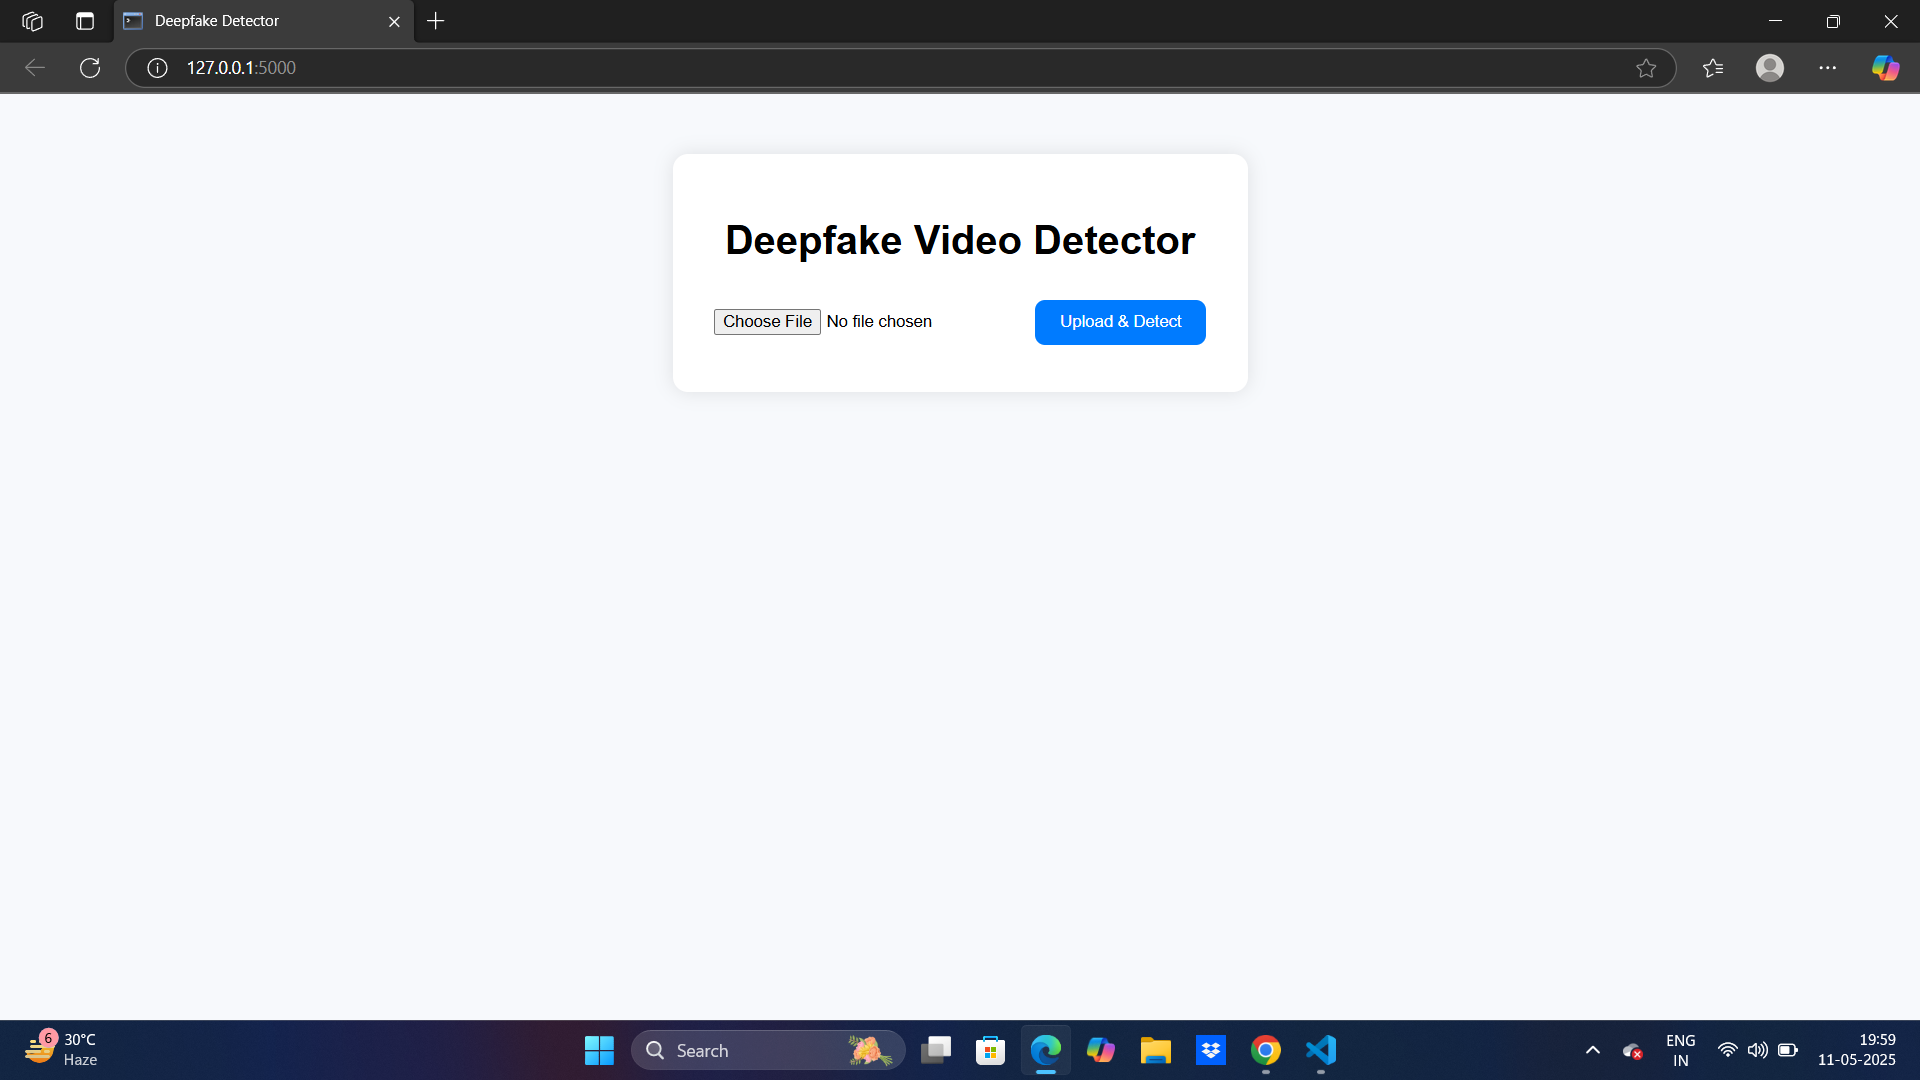 Deepfake Detector
127.0.0.1:5000
Deepfake Video Detector
Choose File No file chosen
Upload & Detect
6
30°C
Haze
Search
ENG
IN
19:59
11-05-2025